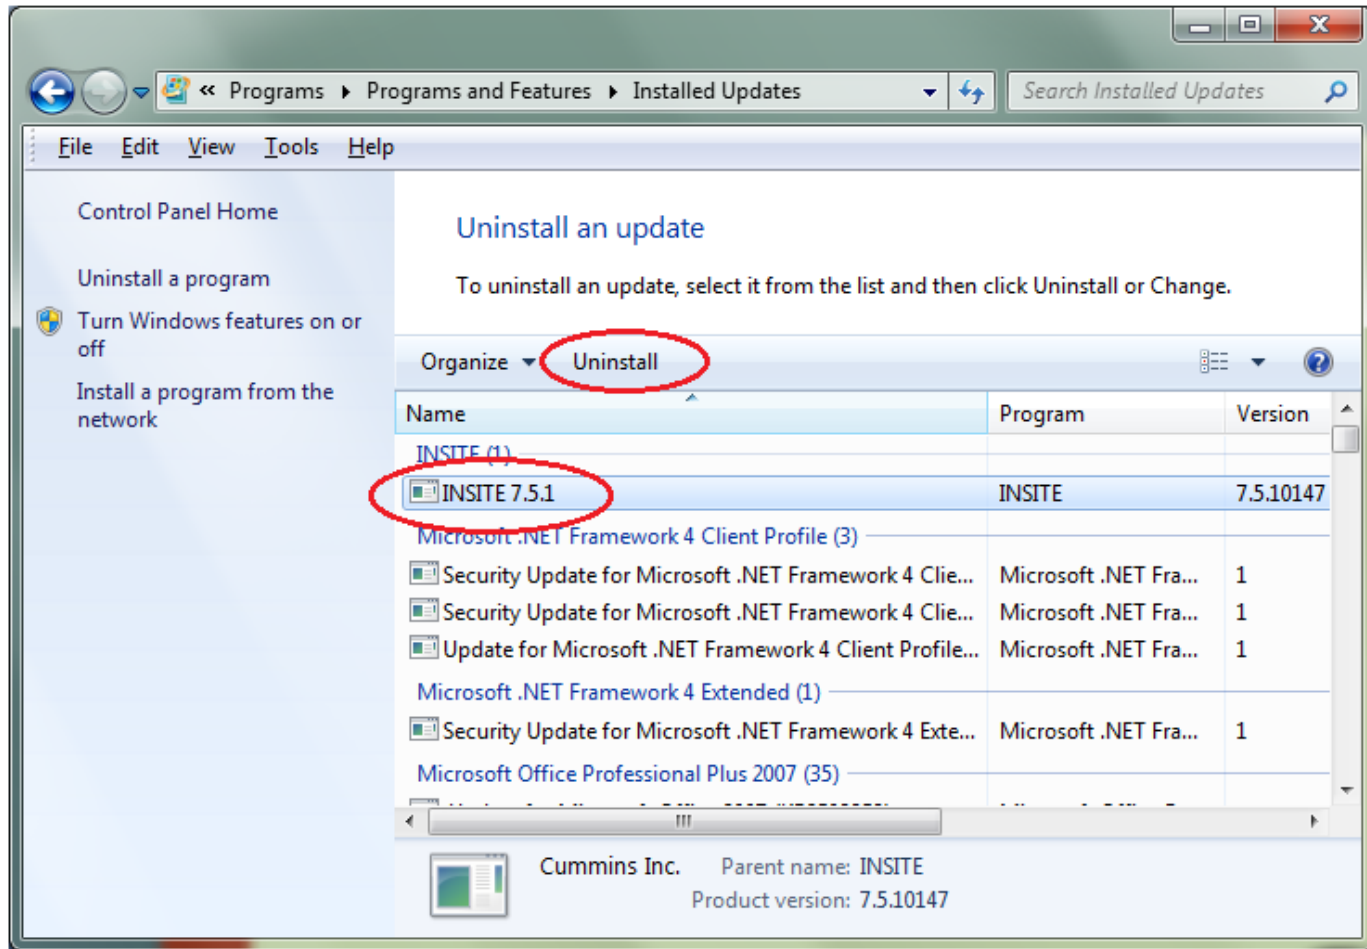 « Programs Programs and Features Installed Updates Search Installed Updates
File Edit View Tools Help
Control Panel Home
Uninstall a program
Turn Windows features on or
off
Install a program from the
network
Uninstall an update
To uninstall an update, select it from the list and then click Uninstall or Change.
Organize Uninstall
Name Program Version
INSITE (1)
INSITE 7.5.1 INSITE 7.5.10147
Microsoft .NET Framework 4 Client Profile (3)
Security Update for Microsoft .NET Framework 4 Clie... Microsoft .NET Fra... 1
Security Update for Microsoft .NET Framework 4 Clie... Microsoft .NET Fra... 1
Update for Microsoft .NET Framework 4 Client Profile... Microsoft .NET Fra... 1
Microsoft .NET Framework 4 Extended (1)
Security Update for Microsoft .NET Framework 4 Exte... Microsoft .NET Fra... 1
Microsoft Office Professional Plus 2007 (35)
Cummins Inc. Parent name: INSITE
Product version: 7.5.10147